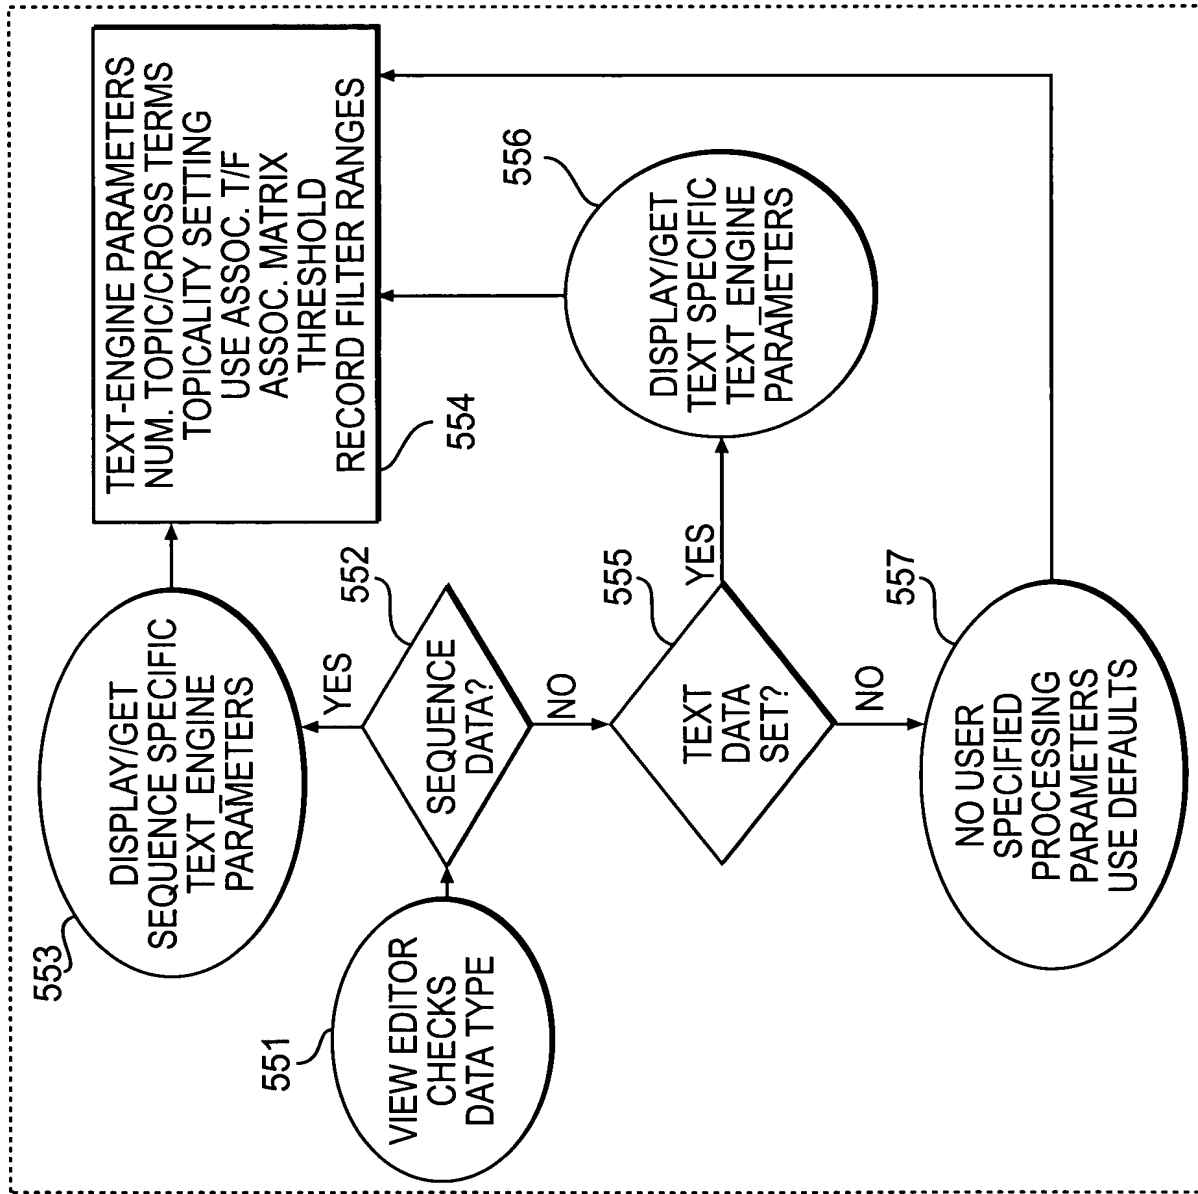 551
VIEW EDITOR
CHECKS
DATA TYPE
552
SEQUENCE
DATA?
YES
NO
553
DISPLAY/GET
SEQUENCE SPECIFIC
TEXT_ENGINE
PARAMETERS
554
TEXT-ENGINE PARAMETERS
NUM. TOPIC/CROSS TERMS
TOPICALITY SETTING
USE ASSOC. T/F
ASSOC. MATRIX
THRESHOLD
RECORD FILTER RANGES
555
TEXT
DATA
SET?
YES
NO
556
DISPLAY/GET
TEXT SPECIFIC
TEXT_ENGINE
PARAMETERS
557
NO USER
SPECIFIED
PROCESSING
PARAMETERS
USE DEFAULTS